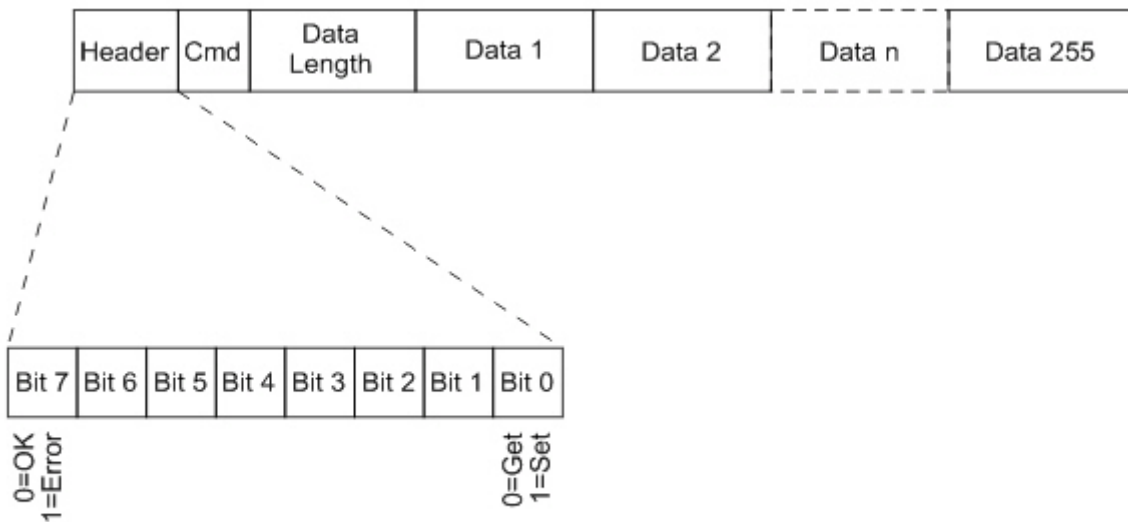 Header
Cmd
Data
Length
Data 1
Data 2
Data n
Data 255
Bit 7
Bit 6
Bit 5
Bit 4
Bit 3
Bit 2
Bit 1
Bit 0
0=OK
1=Error
0=Get
1=Set